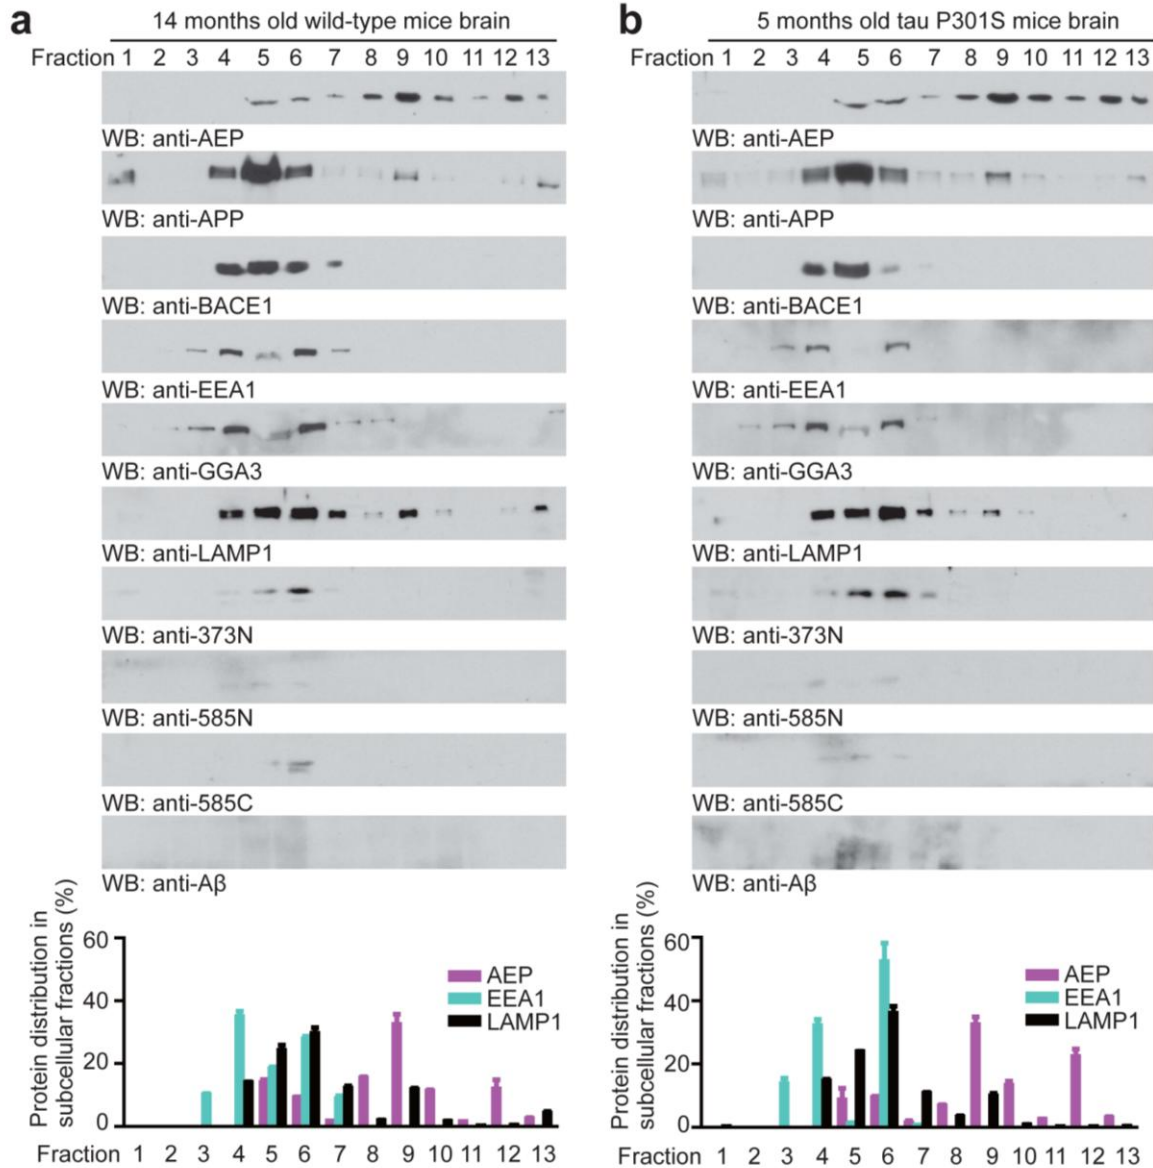 a
14 months old wild-type mice brain
Fraction 1 2 3 4 5 6 7 8 9 10 11 12 13
WB: anti-AEP
WB: anti-APP
WB: anti-BACE1
WB: anti-EEA1
WB: anti-GGA3
WB: anti-LAMP1
WB: anti-373N
WB: anti-585N
WB: anti-585C
WB: anti-Aβ
Protein distribution in
subcellular fractions (%)
60
40
20
0
AEP
EEA1
LAMP1
Fraction 1 2 3 4 5 6 7 8 9 10 11 12 13
b
5 months old tau P301S mice brain
Fraction 1 2 3 4 5 6 7 8 9 10 11 12 13
WB: anti-AEP
WB: anti-APP
WB: anti-BACE1
WB: anti-EEA1
WB: anti-GGA3
WB: anti-LAMP1
WB: anti-373N
WB: anti-585N
WB: anti-585C
WB: anti-Aβ
Protein distribution in
subcellular fractions (%)
60
40
20
0
AEP
EEA1
LAMP1
Fraction 1 2 3 4 5 6 7 8 9 10 11 12 13